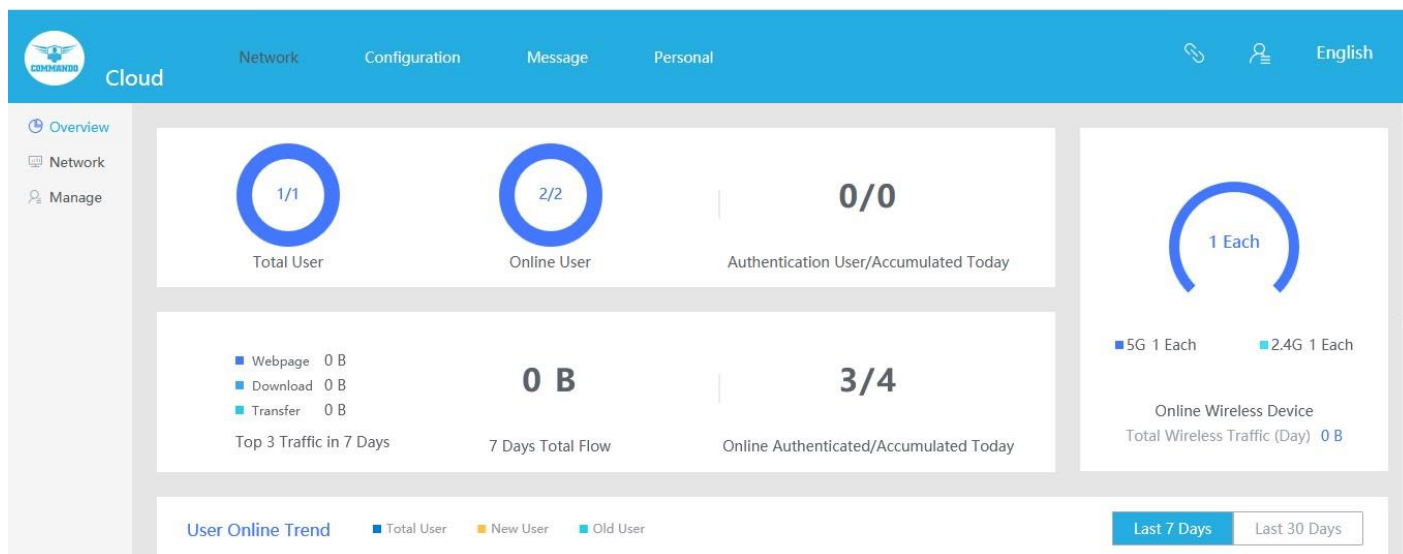 COMMANDO
Cloud
Network Configuration Message Personal English
Overview
Network
Manage
1/1
Total User
2/2
Online User
0/0
Authentication User/Accumulated Today
1 Each
5G 1 Each 2.4G 1 Each
Online Wireless Device
Total Wireless Traffic (Day) 0 B
Webpage 0 B
Download 0 B
Transfer 0 B
Top 3 Traffic in 7 Days
0 B
7 Days Total Flow
3/4
Online Authenticated/Accumulated Today
User Online Trend Total User New User Old User Last 7 Days Last 30 Days